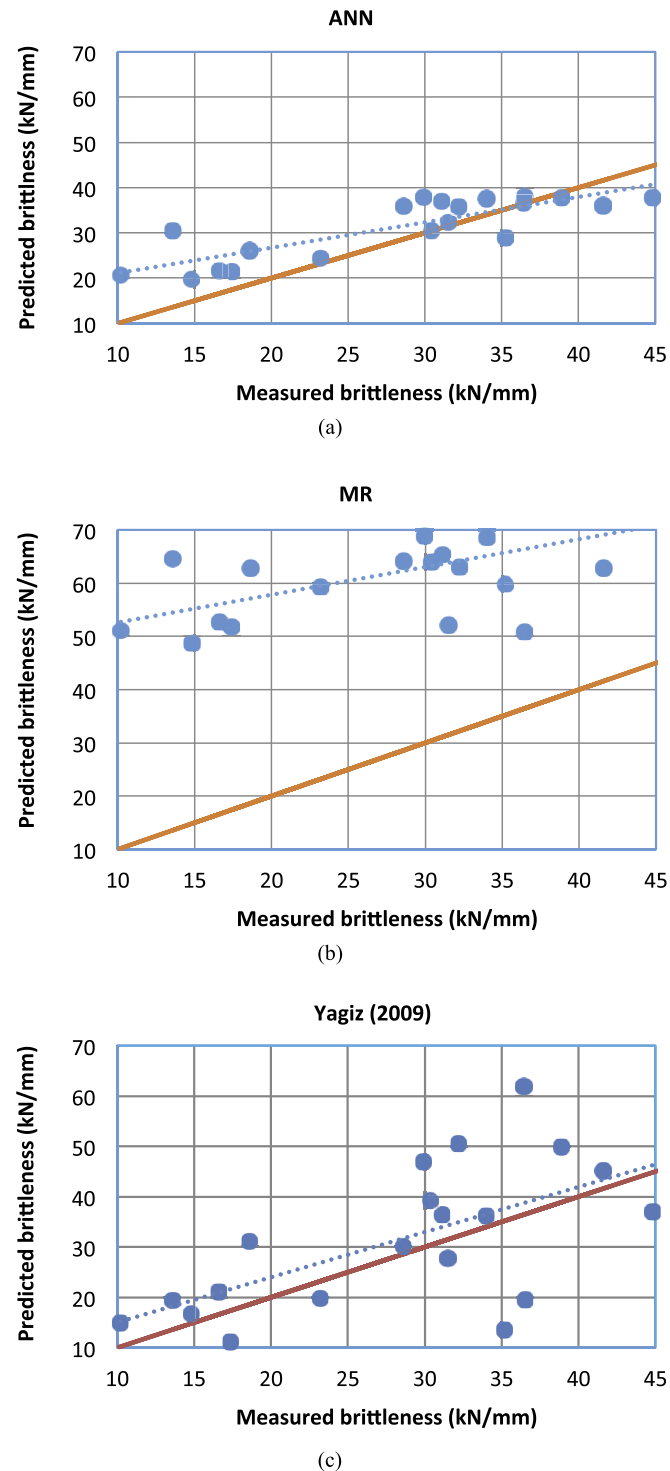 ANN
Predicted brittlness (kN/mm)
70
60
50
40
30
20
10
10 15 20 25 30 35 40 45
Measured brittleness (kN/mm)
(a)
MR
Predicted brittleness (kN/mm)
70
60
50
40
30
20
10
10 15 20 25 30 35 40 45
Measured brittleness (kN/mm)
(b)
Yagiz (2009)
Predicted brittleness (kN/mm)
70
60
50
40
30
20
10
10 15 20 25 30 35 40 45
Measured brittleness (kN/mm)
(c)